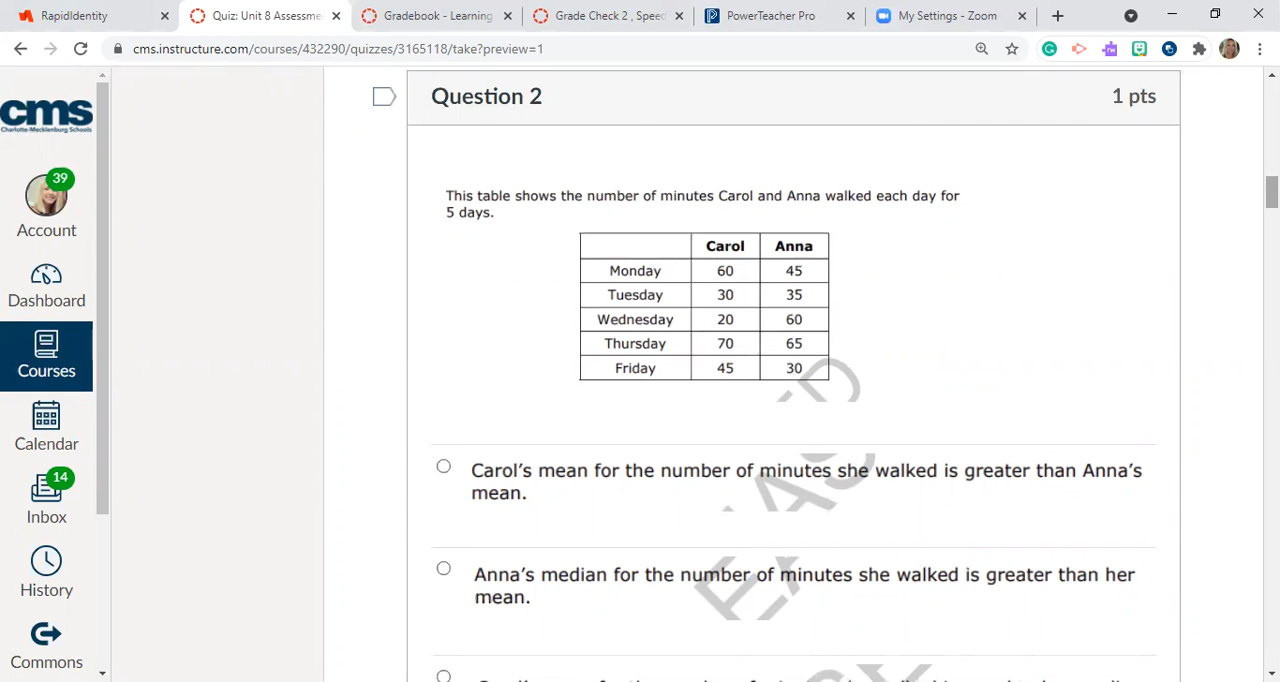 RapidIdentity
Quiz: Unit 8 Assessme
Gradebook - Learning
Grade Check 2 , Speed
PowerTeacher Pro
My Settings - Zoom
cms.instructure.com/courses/432290/quizzes/3165118/take?preview=1
cms
Charlotte-Mecklenburg Schools
39
Account
Dashboard
Courses
Calendar
14
Inbox
History
Commons
Question 2 1 pts
This table shows the number of minutes Carol and Anna walked each day for
5 days.
Carol Anna
Monday 60 45
Tuesday 30 35
Wednesday 20 60
Thursday 70 65
Friday 45 30
Carol's mean for the number of minutes she walked is greater than Anna's
mean.
Anna's median for the number of minutes she walked is greater than her
mean.